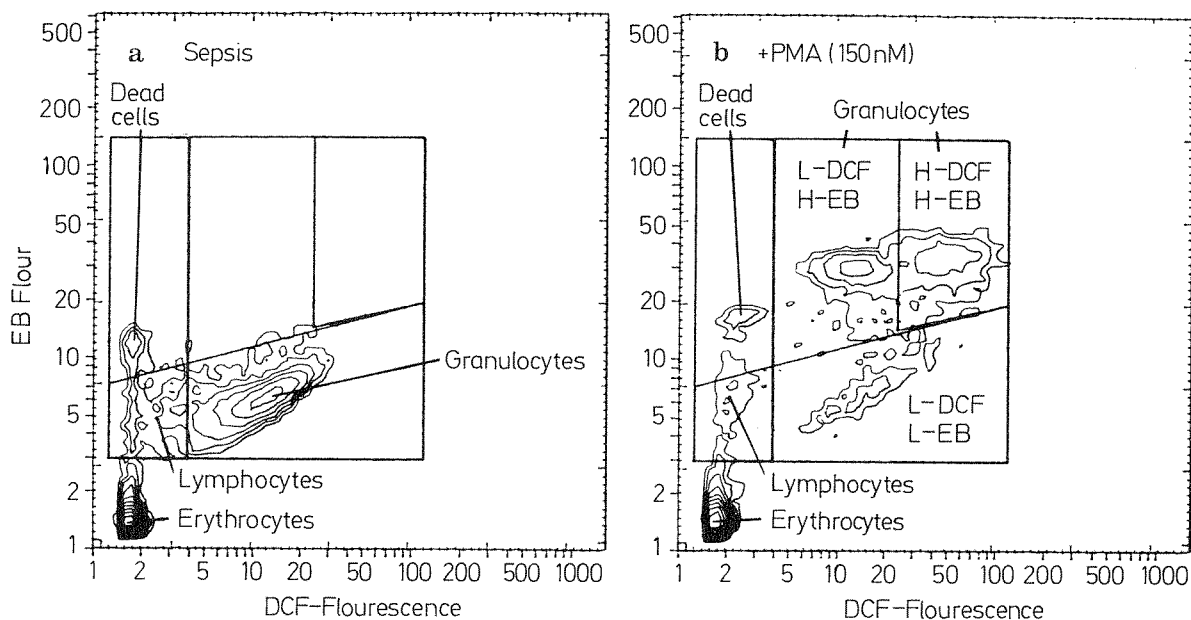 a Sepsis
500
200
100
50
20
10
5
2
1
EB Flour
Dead
cells
Granulocytes
Lymphocytes
Erythrocytes
1 2 5 10 20 50 100 200 500 1000
DCF-Flourescence
b +PMA (150nM)
500
200
100
50
20
10
5
2
1
Dead
cells
Granulocytes
L-DCF
H-EB
H-DCF
H-EB
L-DCF
L-EB
Lymphocytes
Erythrocytes
1 2 5 10 20 50 100 200 500 1000
DCF-Flourescence